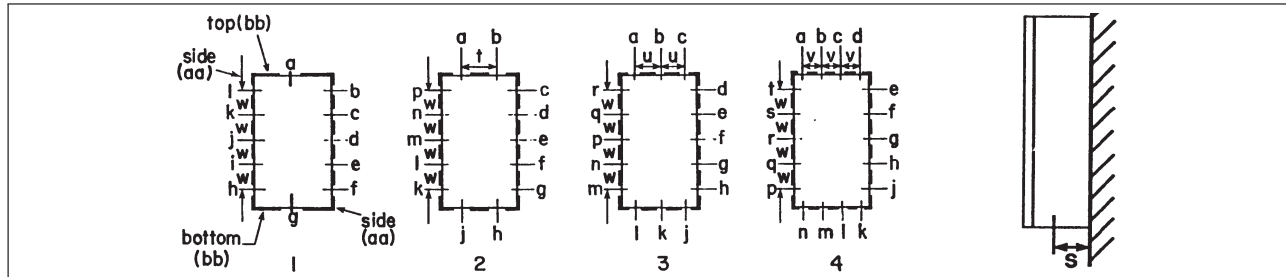 top(bb)
side
(aa)
a
l
b
w
k
c
w
j
d
w
i
e
w
h
f
g
bottom
(bb)
side
(aa)
1
a b
t
p
c
w
n
d
w
m
e
w
l
f
w
k
g
j h
2
a b c
u u
r
d
w
q
e
w
p
f
w
n
g
w
m
h
l k j
3
a b c d
v v v
t
e
w
s
f
w
r
g
w
q
h
w
p
j
n m l k
4
s